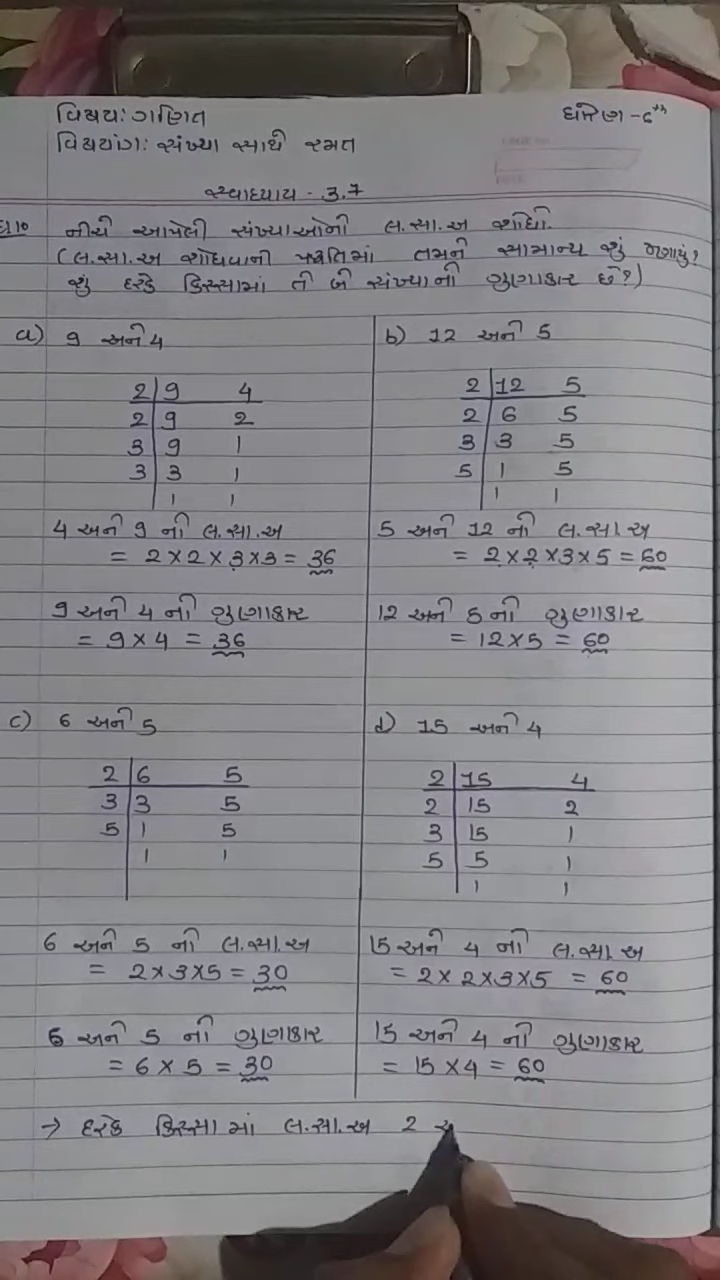 વિષય: ગણિત
ધોરણ - ૬ th
વિષયાંગ: સંખ્યા સાથે રમત
સ્વાધ્યાય - 3.7
10 નીચે આપેલી સંખ્યાઓનો લ.સા.અ શોધો.
(લ.સા.અ શોધવાની પદ્ધતિમાં તમને સામાન્ય શું જણાયું?
શું દરેક કિસ્સામાં તે બે સંખ્યાનો ગુણાકાર છે?)
a) 9 અને 4
2 9 4
2 9 2
3 9 1
3 3 1
1 1
4 અને 9 નો લ.સા.અ
= 2 × 2 × 3 × 3 = 36
9 અને 4 નો ગુણાકાર
= 9 × 4 = 36
b) 12 અને 5
2 12 5
2 6 5
3 3 5
5 1 5
1 1
5 અને 12 નો લ.સા.અ
= 2 × 2 × 3 × 5 = 60
12 અને 5 નો ગુણાકાર
= 12 × 5 = 60
c) 6 અને 5
2 6 5
3 3 5
5 1 5
1 1
6 અને 5 નો લ.સા.અ
= 2 × 3 × 5 = 30
6 અને 5 નો ગુણાકાર
= 6 × 5 = 30
d) 15 અને 4
2 15 4
2 15 2
3 15 1
5 5 1
1 1
15 અને 4 નો લ.સા.અ
= 2 × 2 × 3 × 5 = 60
15 અને 4 નો ગુણાકાર
= 15 × 4 = 60
→ દરેક કિસ્સામાં લ.સા.અ 2